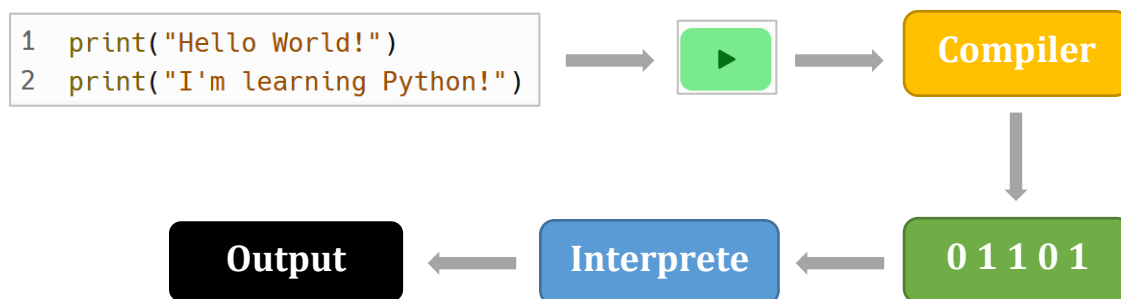 1 print("Hello World!")
2 print("I'm learning Python!")
Compiler
0 1 1 0 1
Interprete
Output